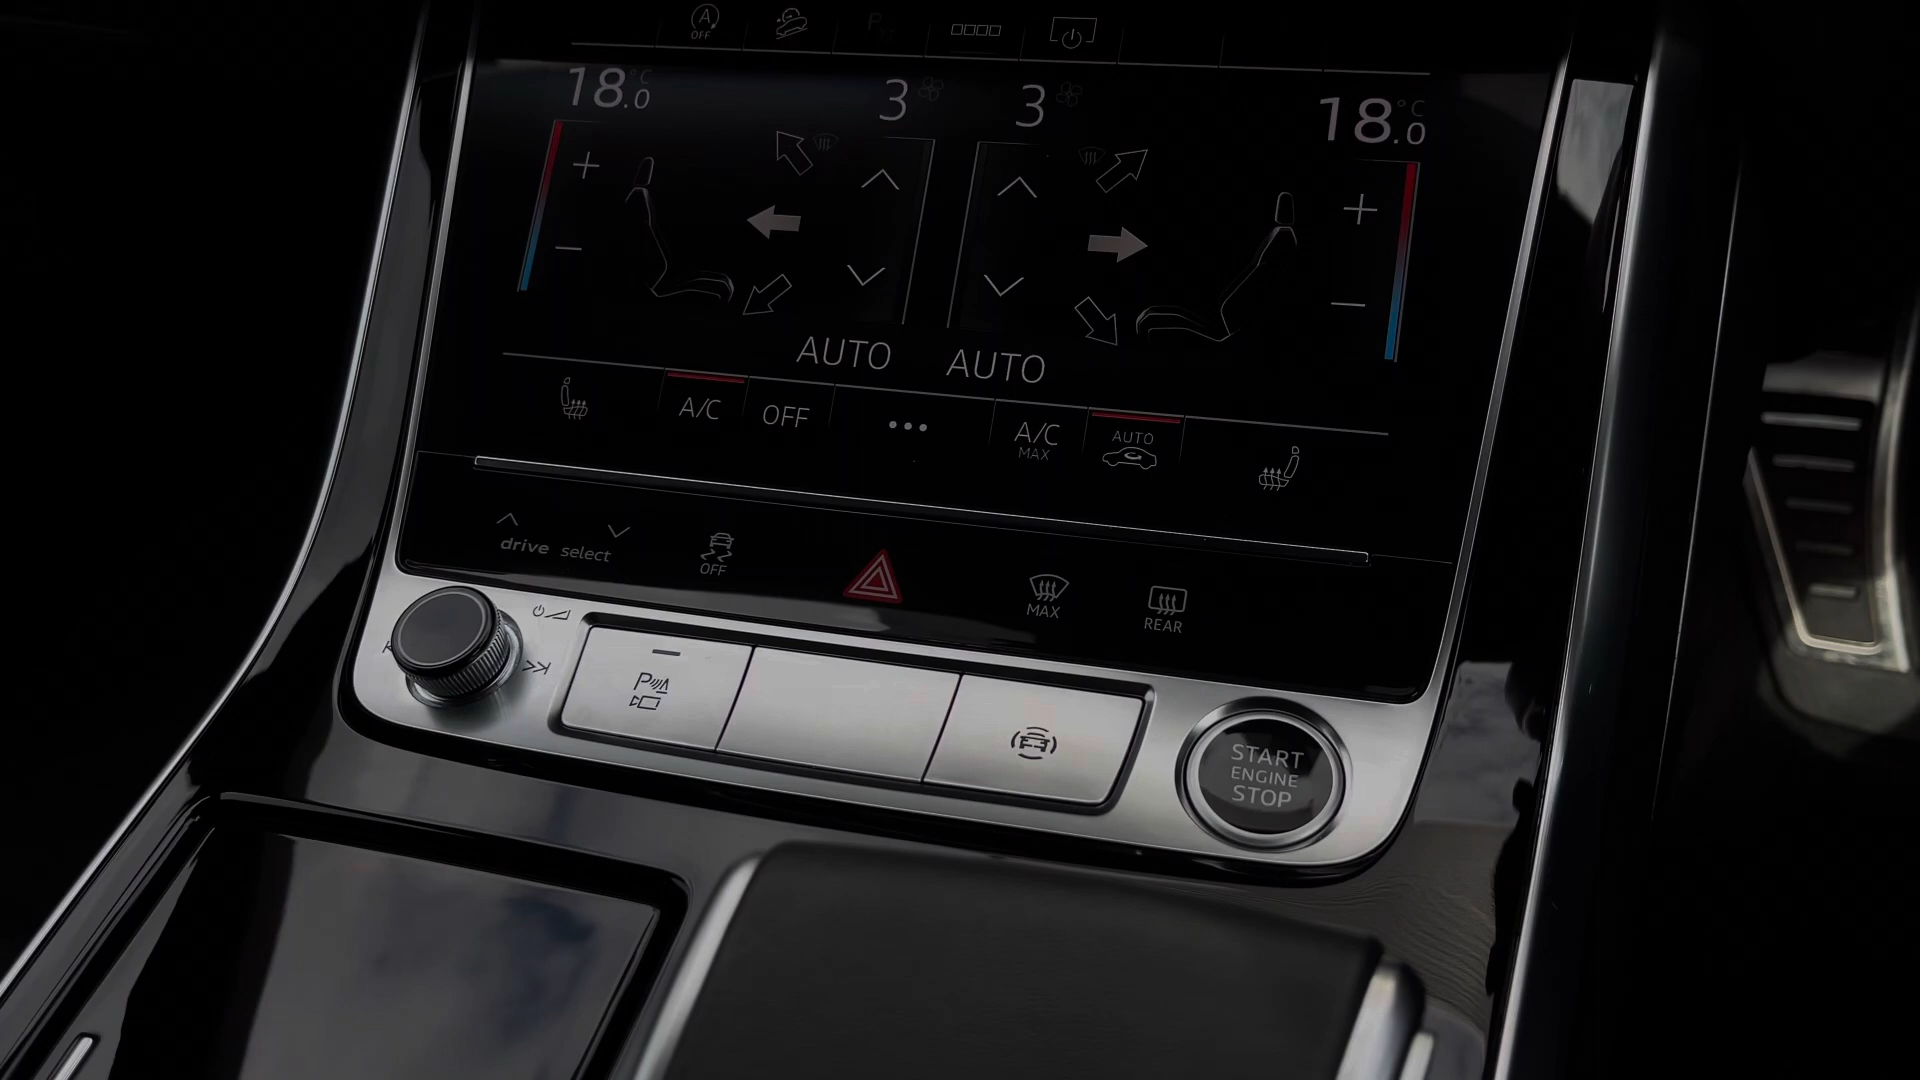 A
OFF
P
18.0 °C
3
3
18.0 °C
AUTO
AUTO
A/C
OFF
A/C
MAX
AUTO
drive select
OFF
MAX
REAR
P
START
ENGINE
STOP